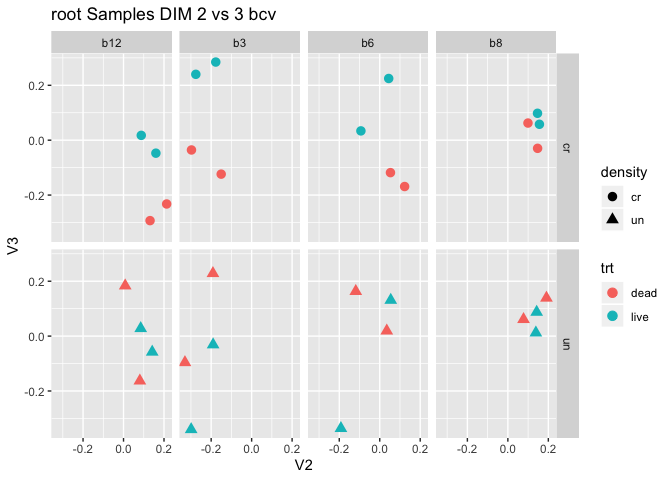 root Samples DIM 2 vs 3 bcv
b12 b3 b6 b8
0.2
0.0
-0.2
cr
0.2
0.0
-0.2
un
-0.2 0.0 0.2 -0.2 0.0 0.2 -0.2 0.0 0.2 -0.2 0.0 0.2
V2
V3
density
cr
un
trt
dead
live